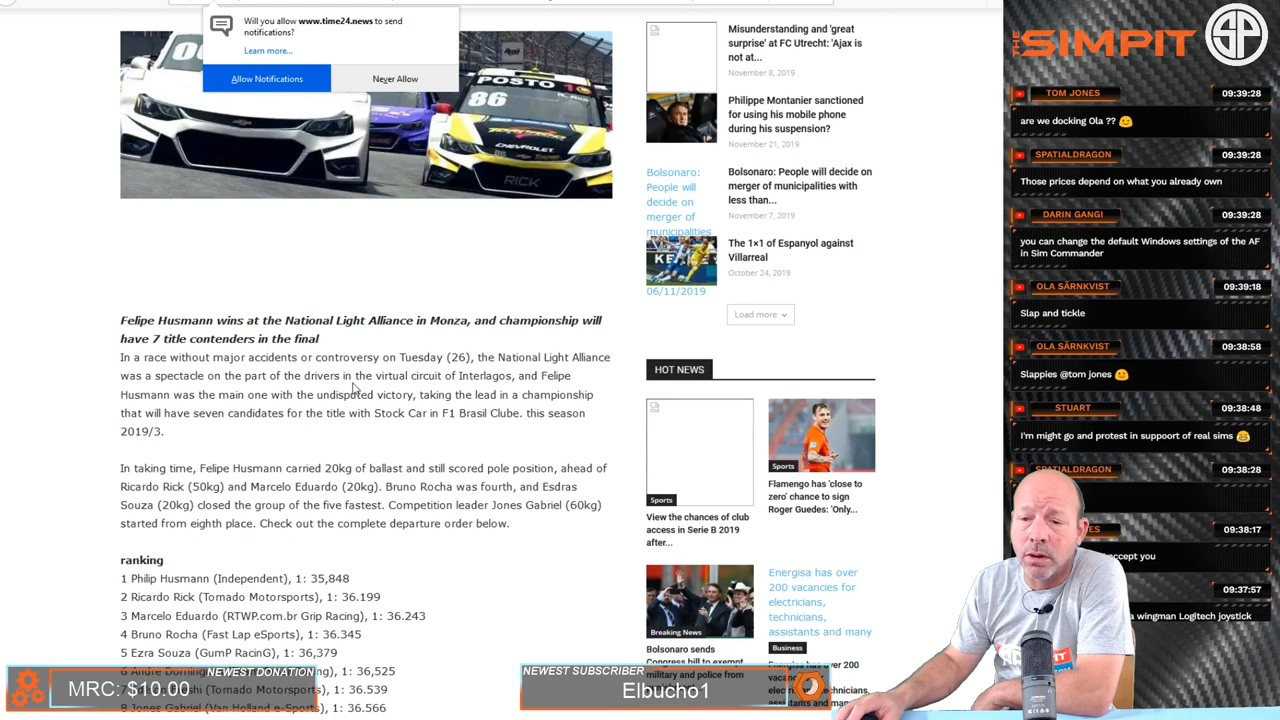 Will you allow www.time24.news to send
notifications?
Learn more...
Allow Notifications
Never Allow
86
POSTO 10
CHEVROLET
RICK
Felipe Husmann wins at the National Light Alliance in Monza, and championship will
have 7 title contenders in the final
In a race without major accidents or controversy on Tuesday (26), the National Light Alliance
was a spectacle on the part of the drivers in the virtual circuit of Interlagos, and Felipe
Husmann was the main one with the undisputed victory, taking the lead in a championship
that will have seven candidates for the title with Stock Car in F1 Brasil Clube. this season
2019/3.
In taking time, Felipe Husmann carried 20kg of ballast and still scored pole position, ahead of
Ricardo Rick (50kg) and Marcelo Eduardo (20kg). Bruno Rocha was fourth, and Esdras
Souza (20kg) closed the group of the five fastest. Competition leader Jones Gabriel (60kg)
started from eighth place. Check out the complete departure order below.
ranking
1 Philip Husmann (Independent), 1: 35,848
2 Ricardo Rick (Tornado Motorsports), 1: 36.199
3 Marcelo Eduardo (RTWP.com.br Grip Racing), 1: 36.243
4 Bruno Rocha (Fast Lap eSports), 1: 36.345
5 Ezra Souza (GumP RacinG), 1: 36,379
1: 36,525
(Tornado Motorsports), 1: 36.539
8 Jones Gabriel (Van Holland e-Sports), 1: 36.566
Misunderstanding and 'great
surprise' at FC Utrecht: 'Ajax is
not at...
November 8, 2019
Philippe Montanier sanctioned
for using his mobile phone
during his suspension?
November 21, 2019
Bolsonaro:
People will
decide on
merger of
municipalities
06/11/2019
Bolsonaro: People will decide on
merger of municipalities with
less than...
November 7, 2019
The 1×1 of Espanyol against
Villarreal
October 24, 2019
Load more
HOT NEWS
Sports
View the chances of club
access in Serie B 2019
after...
Sports
Flamengo has 'close to
zero' chance to sign
Roger Guedes: 'Only...
Breaking News
Bolsonaro sends
Congress bill to exempt
military and police from
Energisa has over
200 vacancies for
electricians,
technicians,
assistants and many
Business
Energisa has over 200
assistants and many
THE
SIMPIT
SP
TOM JONES
09:39:28
are we docking Ola ??
SPATIALDRAGON
09:39:28
Those prices depend on what you already own
DARIN GANGI
09:39:28
you can change the default Windows settings of the AF
in Sim Commander
OLA SÄRNKVIST
09:39:18
Slap and tickle
OLA SÄRNKVIST
09:38:58
Slappies @tom jones
STUART
09:38:48
I'm might go and protest in suppoort of real sims
SPATIALDRAGON
09:38:28
09:38:17
accept you
09:37:57
a wingman Logitech joystick
NEWEST DONATION
MRC: $10.00
NEWEST SUBSCRIBER
Elbucho1